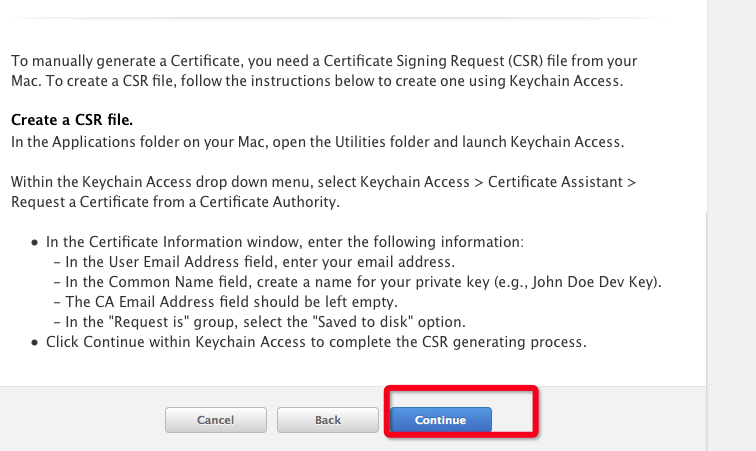 To manually generate a Certificate, you need a Certificate Signing Request (CSR) file from your
Mac. To create a CSR file, follow the instructions below to create one using Keychain Access.
Create a CSR file.
In the Applications folder on your Mac, open the Utilities folder and launch Keychain Access.
Within the Keychain Access drop down menu, select Keychain Access > Certificate Assistant >
Request a Certificate from a Certificate Authority.
• In the Certificate Information window, enter the following information:
– In the User Email Address field, enter your email address.
– In the Common Name field, create a name for your private key (e.g., John Doe Dev Key).
– The CA Email Address field should be left empty.
– In the "Request is" group, select the "Saved to disk" option.
• Click Continue within Keychain Access to complete the CSR generating process.
Cancel Back Continue